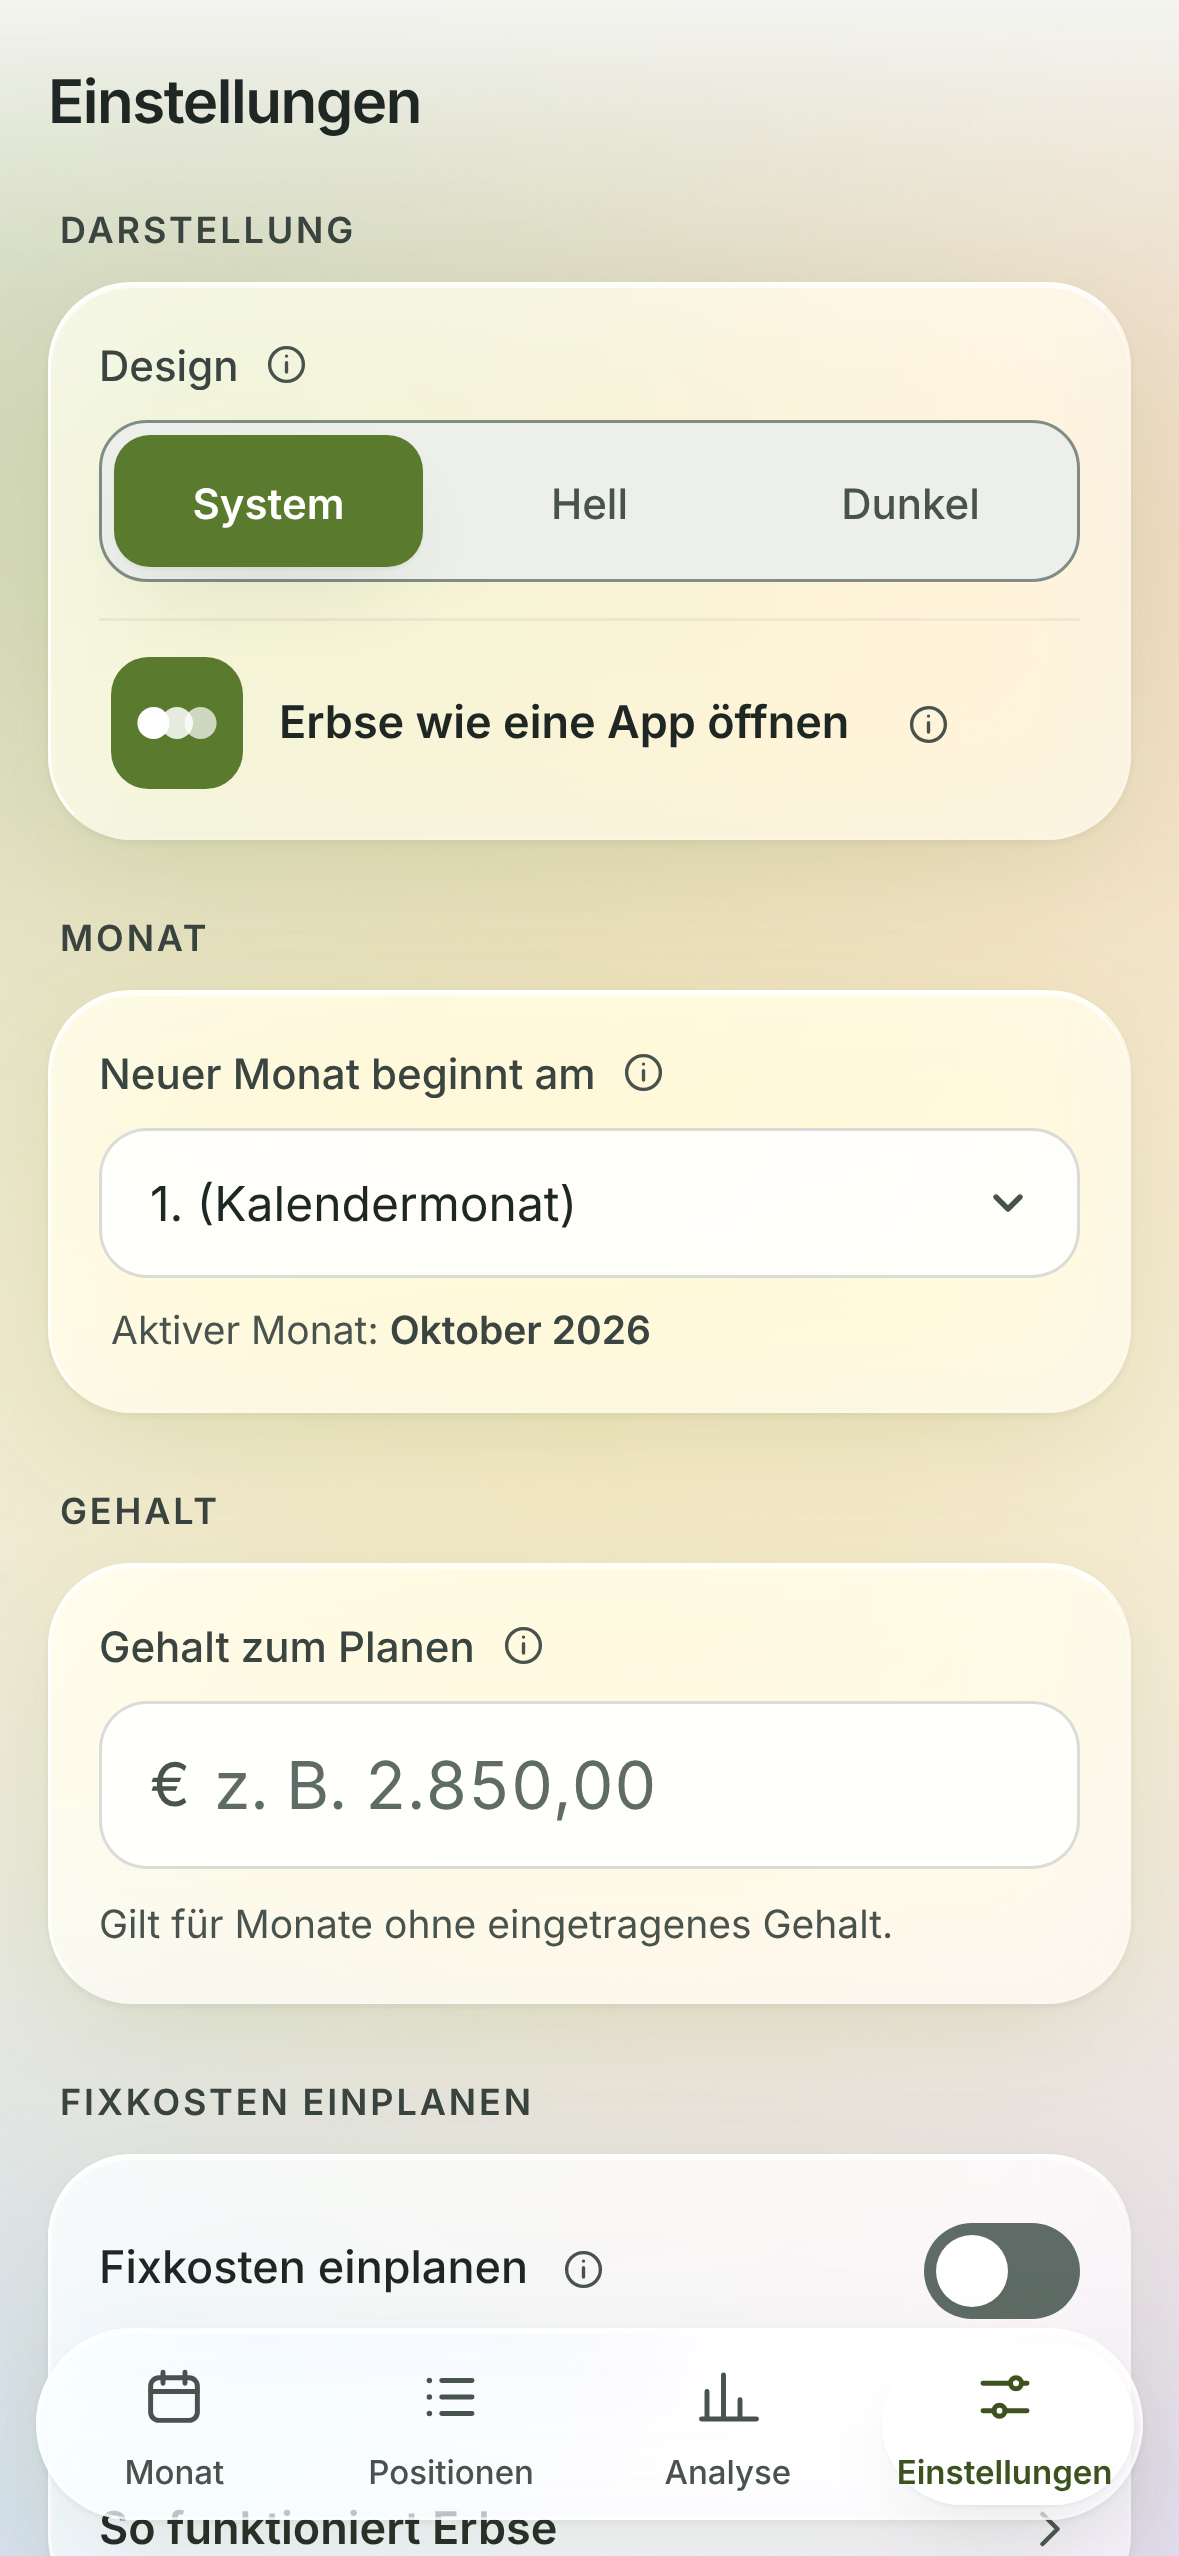 Einstellungen
DARSTELLUNG
Design
System Hell Dunkel
Erbse wie eine App öffnen
MONAT
Neuer Monat beginnt am
1. (Kalendermonat)
Aktiver Monat: Oktober 2026
GEHALT
Gehalt zum Planen
€ z. B. 2.850,00
Gilt für Monate ohne eingetragenes Gehalt.
FIXKOSTEN EINPLANEN
Fixkosten einplanen
Monat Positionen Analyse Einstellungen
So funktioniert Erbse